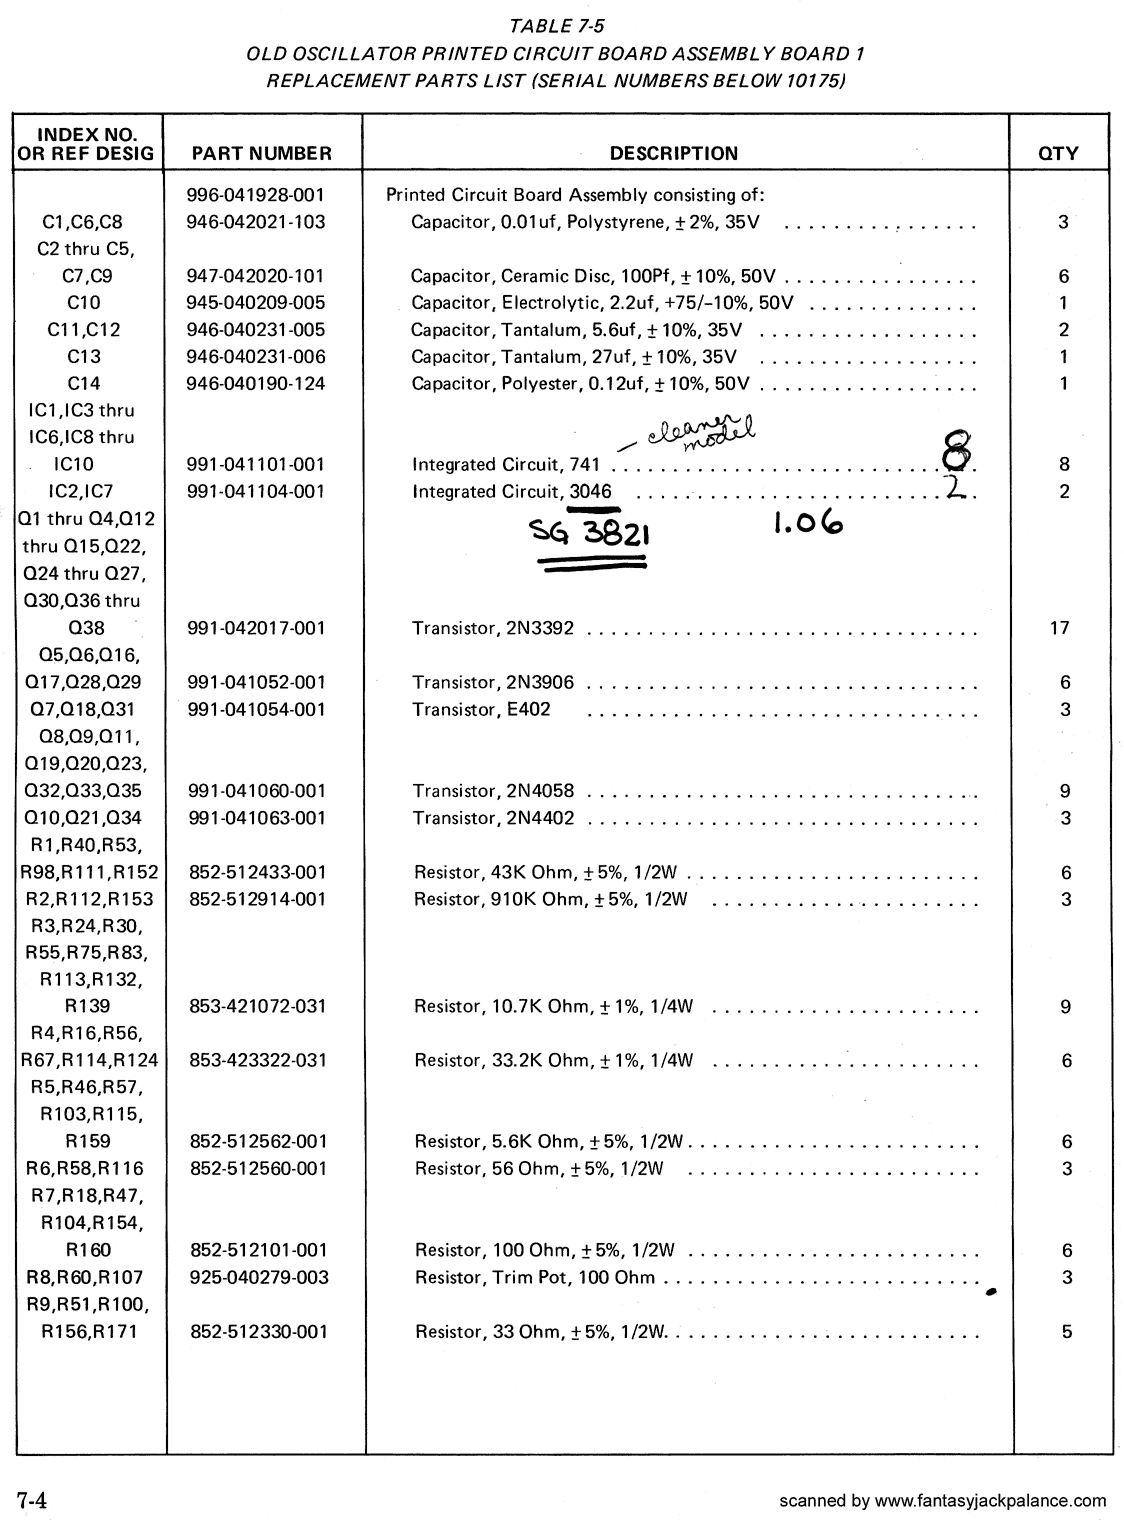 TABLE 7-5
OLD OSCILLATOR PRINTED CIRCUIT BOARD ASSEMBLY BOARD 1
REPLACEMENT PARTS LIST (SERIAL NUMBERS BELOW 10175)
INDEX NO. OR REF DESIG PART NUMBER DESCRIPTION QTY
996-041928-001 Printed Circuit Board Assembly consisting of:
C1,C6,C8 946-042021-103 Capacitor, 0.01uf, Polystyrene, ±2%, 35V ................ 3
C2 thru C5,
C7,C9 947-042020-101 Capacitor, Ceramic Disc, 100Pf, ±10%, 50V ................ 6
C10 945-040209-005 Capacitor, Electrolytic, 2.2uf, +75/-10%, 50V .............. 1
C11,C12 946-040231-005 Capacitor, Tantalum, 5.6uf, ±10%, 35V .................. 2
C13 946-040231-006 Capacitor, Tantalum, 27uf, ±10%, 35V .................. 1
C14 946-040190-124 Capacitor, Polyester, 0.12uf, ±10%, 50V .................. 1
IC1,IC3 thru
– cleaner model
IC6,IC8 thru
IC10 991-041101-001 Integrated Circuit, 741 ................................ 8 8
IC2,IC7 991-041104-001 Integrated Circuit, 3046 .............................. 2 2
Q1 thru Q4,Q12
SG 3821 1.06
thru Q15,Q22,
Q24 thru Q27,
Q30,Q36 thru
Q38 991-042017-001 Transistor, 2N3392 ................................ 17
Q5,Q6,Q16,
Q17,Q28,Q29 991-041052-001 Transistor, 2N3906 ................................ 6
Q7,Q18,Q31 991-041054-001 Transistor, E402 ................................ 3
Q8,Q9,Q11,
Q19,Q20,Q23,
Q32,Q33,Q35 991-041060-001 Transistor, 2N4058 ................................ 9
Q10,Q21,Q34 991-041063-001 Transistor, 2N4402 ................................ 3
R1,R40,R53,
R98,R111,R152 852-512433-001 Resistor, 43K Ohm, ±5%, 1/2W ........................ 6
R2,R112,R153 852-512914-001 Resistor, 910K Ohm, ±5%, 1/2W ...................... 3
R3,R24,R30,
R55,R75,R83,
R113,R132,
R139 853-421072-031 Resistor, 10.7K Ohm, ±1%, 1/4W ...................... 9
R4,R16,R56,
R67,R114,R124 853-423322-031 Resistor, 33.2K Ohm, ±1%, 1/4W ...................... 6
R5,R46,R57,
R103,R115,
R159 852-512562-001 Resistor, 5.6K Ohm, ±5%, 1/2W ........................ 6
R6,R58,R116 852-512560-001 Resistor, 56 Ohm, ±5%, 1/2W ........................ 3
R7,R18,R47,
R104,R154,
R160 852-512101-001 Resistor, 100 Ohm, ±5%, 1/2W ........................ 6
R8,R60,R107 925-040279-003 Resistor, Trim Pot, 100 Ohm .......................... 3
R9,R51,R100,
R156,R171 852-512330-001 Resistor, 33 Ohm, ±5%, 1/2W .......................... 5
7-4
scanned by www.fantasyjackpalance.com